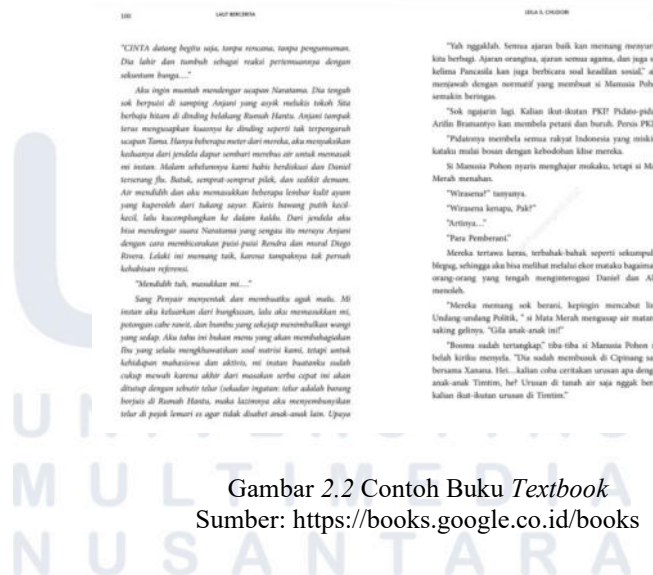 100
LAUT BERCERITA
"CINTA datang begitu saja, tanpa rencana, tanpa pengumuman.
Dia lahir dan tumbuh sebagai reaksi pertemuannya dengan
sekuntum bunga...."
Aku ingin muntah mendengar ucapan Naratama. Dia tengah
sok berpuisi di samping Anjani yang asyik melukis tokoh Sita
berbaju hitam di dinding belakang Rumah Hantu. Anjani tampak
terus mengusapkan kuasnya ke dinding seperti tak terpengaruh
ucapan Tama. Hanya beberapa meter dari mereka, aku menyaksikan
keduanya dari jendela dapur sembari merebus air untuk memasak
mi instan. Malam sebelumnya kami habis berdiskusi dan Daniel
terserang flu. Batuk, semprat-semprot pilek, dan sedikit demam.
Air mendidih dan aku memasukkan beberapa lembar kulit ayam
yang kuperoleh dari tukang sayur. Kuiris bawang putih kecil-
kecil, lalu kucemplungkan ke dalam kaldu. Dari jendela aku
bisa mendengar suara Naratama yang sengau itu merayu Anjani
dengan cara membicarakan puisi-puisi Rendra dan mural Diego
Rivera. Lelaki ini memang taik, karena tampaknya tak pernah
kehabisan referensi.
"Mendidih tuh, masukkan mi...."
Sang Penyair menyentak dan membuatku agak malu. Mi
instan aku keluarkan dari bungkusan, lalu aku memasukkan mi,
potongan cabe rawit, dan bumbu yang sekejap menimbulkan wangi
yang sedap. Aku tahu ini bukan menu yang akan membahagiakan
Ibu yang selalu mengkhawatirkan soal nutrisi kami, tetapi untuk
kehidupan mahasiswa dan aktivis, mi instan buatanku sudah
cukup mewah karena akhir dari masakan serba cepat ini akan
ditutup dengan sebutir telur (sekadar ingatan: telur adalah barang
borjuis di Rumah Hantu, maka lazimnya aku menyembunyikan
telur di pojok lemari es agar tidak disabet anak-anak lain. Upaya
LEILA S. CHUDORI
"Yah nggaklah. Semua ajaran baik kan memang
kita berbagi. Ajaran orangtua, ajaran semua agama, dan juga
kelima Pancasila kan juga berbicara soal keadilan sosial,"
menjawab dengan normatif yang membuat si Manusia
semakin beringas.
"Sok ngajarin lagi. Kalian ikut-ikutan PKI?
Arifin Bramantyo kan membela petani dan buruh. Persis
"Pidatonya membela semua rakyat Indonesia yang
kataku mulai bosan dengan kebodohan klise mereka.
Si Manusia Pohon nyaris menghajar mukaku, tetapi si
Merah menahan.
"Wirasena?" tanyanya.
"Wirasena kenapa, Pak?"
"Artinya..."
"Para Pemberani."
Mereka tertawa keras, terbahak-bahak seperti
blegug, sehingga aku bisa melihat melalui ekor mataku
orang-orang yang tengah menginterogasi Daniel dan
menoleh.
"Mereka memang sok berani, kepingin mencabut
Undang-undang Politik, " si Mata Merah mengusap air
saking gelinya. "Gila anak-anak ini!"
"Bosmu sudah tertangkap," tiba-tiba si Manusia Pohon
belah kiriku menyela. "Dia sudah membusuk di Cipinang
bersama Xanana. Hei...kalian coba ceritakan urusan apa
anak-anak Timtim, he? Urusan di tanah air saja nggak
kalian ikut-ikutan urusan di Timtim."
UNIVERSITAS
MULTIMEDIA
NUSANTARA
Gambar 2.2 Contoh Buku Textbook
Sumber: https://books.google.co.id/books